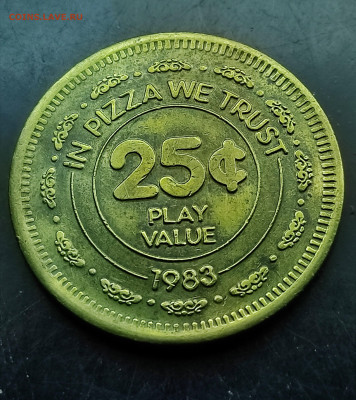 IN PIZZA WE TRUST
25¢
PLAY
VALUE
1983